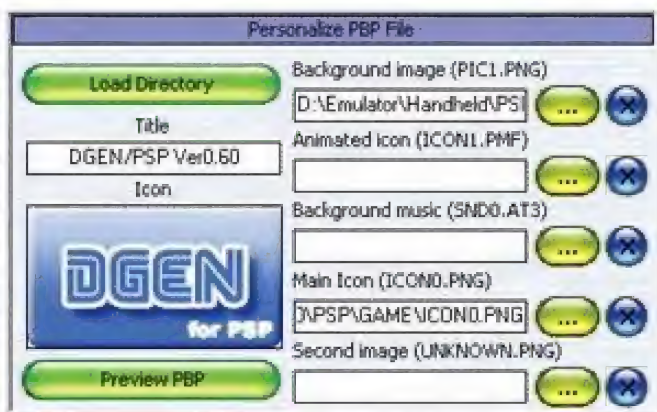 Personalize PBP File
Load Directory
Title
DGEN/PSP Ver0.60
Icon
DGEN
for PSP
Preview PBP
Background image (PIC1.PNG)
D:\Emulator\Handheld\PSI
...
Animated icon (ICON1.PMF)
...
Background music (SND0.AT3)
...
Main Icon (ICON0.PNG)
\PSP\GAME\ICON0.PNG
...
Second image (UNKNOWN.PNG)
...